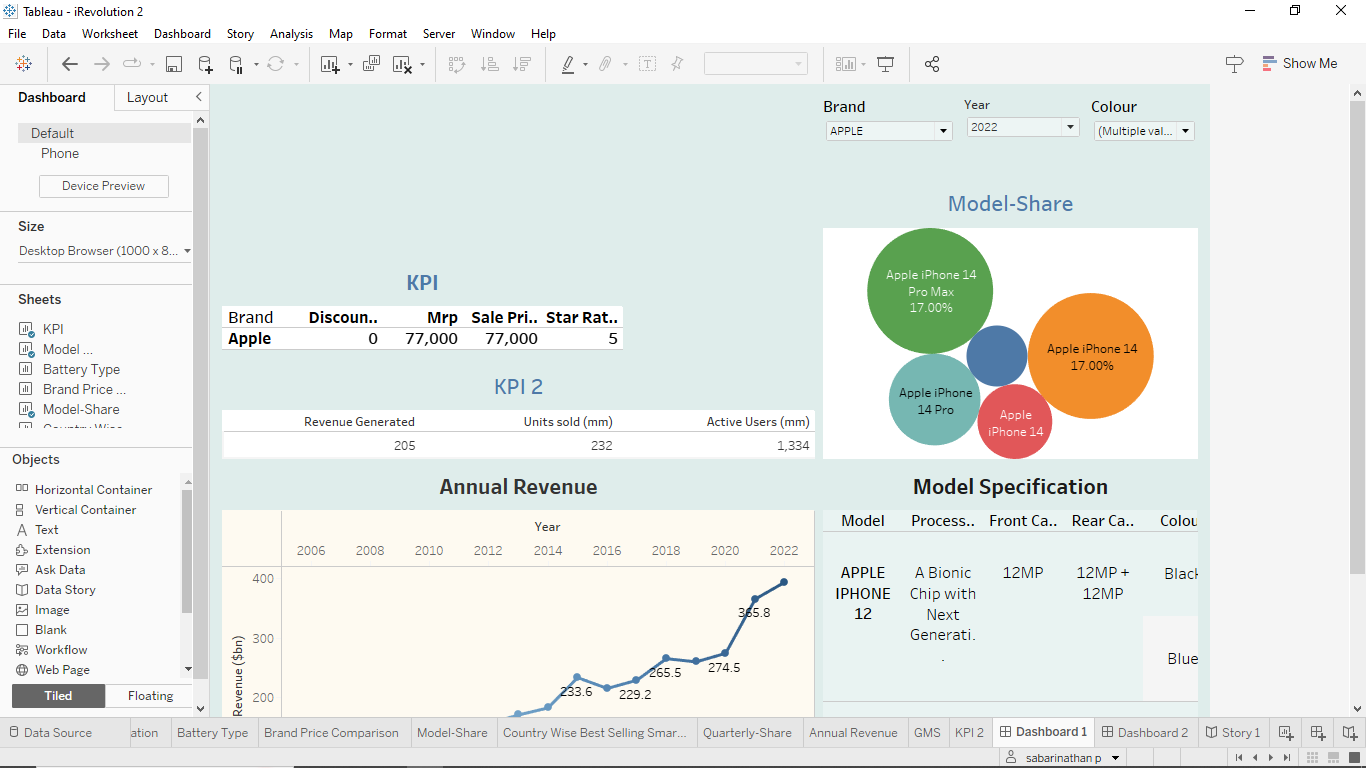 Tableau - iRevolution 2
File Data Worksheet Dashboard Story Analysis Map Format Server Window Help
Show Me
Dashboard Layout
Default
Phone
Device Preview
Size
Desktop Browser (1000 x 8...
Sheets
KPI
Model ...
Battery Type
Brand Price ...
Model-Share
Objects
Horizontal Container
Vertical Container
Text
Extension
Ask Data
Data Story
Image
Blank
Workflow
Web Page
Tiled Floating
Brand Year Colour
APPLE 2022 (Multiple val...
KPI
Brand Discoun.. Mrp Sale Pri.. Star Rat..
Apple 0 77,000 77,000 5
KPI 2
Revenue Generated Units sold (mm) Active Users (mm)
205 232 1,334
Annual Revenue
Year
2006 2008 2010 2012 2014 2016 2018 2020 2022
400
300
200
Revenue ($bn)
233.6
229.2
265.5
274.5
365.8
Model-Share
Apple iPhone 14
Pro Max
17.00%
Apple iPhone 14
17.00%
Apple iPhone
14 Pro
Apple
iPhone 14
Model Specification
Model Process.. Front Ca.. Rear Ca.. Colou
APPLE
IPHONE
12
A Bionic
Chip with
Next
Generati.
.
12MP
12MP +
12MP
Black
Blue
Data Source ation Battery Type Brand Price Comparison Model-Share Country Wise Best Selling Smar... Quarterly-Share Annual Revenue GMS KPI 2 Dashboard 1 Dashboard 2 Story 1
sabarinathan p